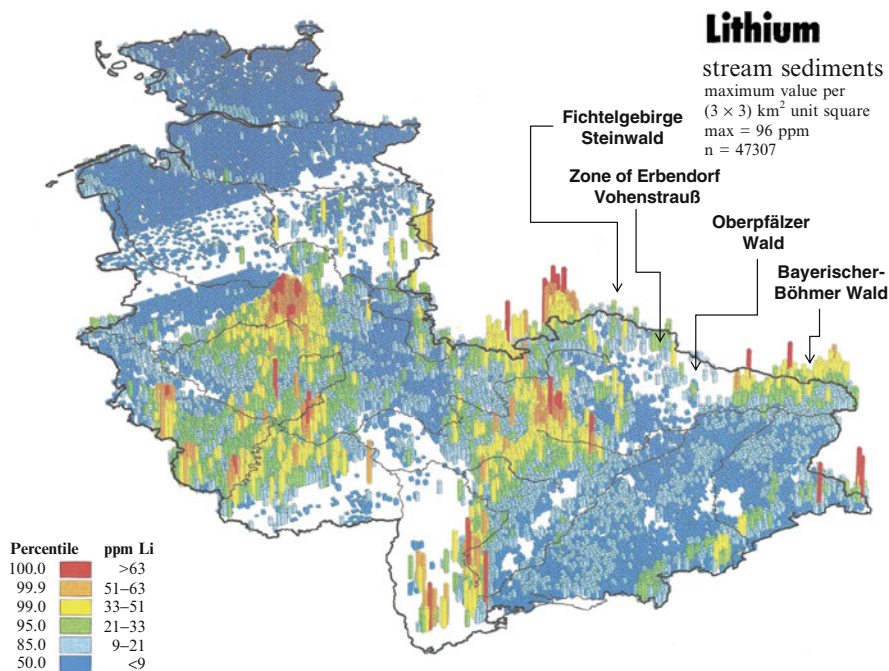 Lithium
stream sediments
maximum value per
(3 × 3) km² unit square
max = 96 ppm
n = 47307
Fichtelgebirge
Steinwald
Zone of Erbendorf
Vohenstrauß
Oberpfälzer
Wald
Bayerischer-
Böhmer Wald
Percentile ppm Li
100.0 >63
99.9 51–63
99.0 33–51
95.0 21–33
85.0 9–21
50.0 <9